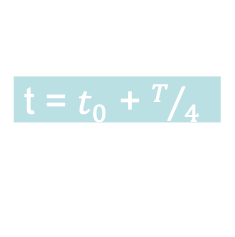 t = t₀ + T/4